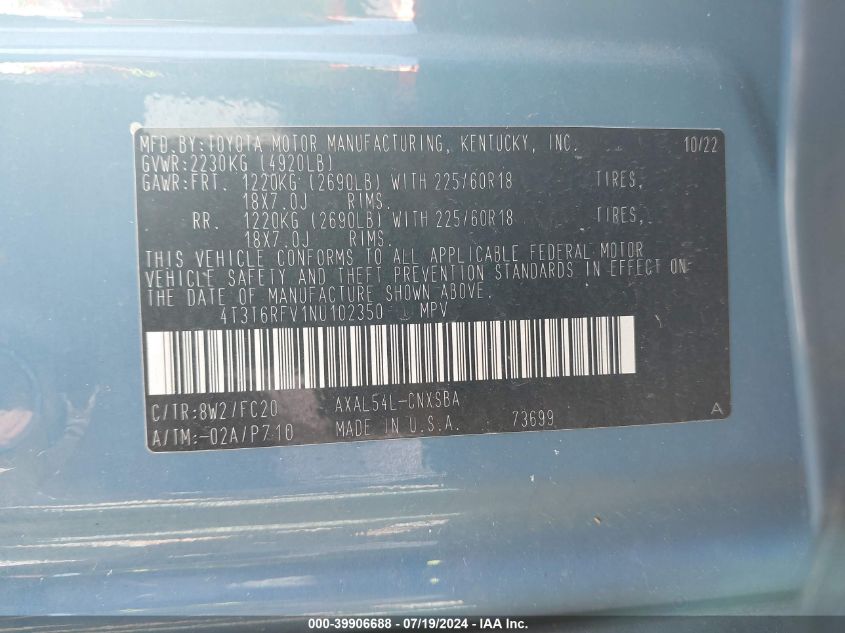 MFD.BY:TOYOTA MOTOR MANUFACTURING, KENTUCKY, INC. 10/22
GVWR:2230KG (4920LB)
GAWR:FRT. 1220KG (2690LB) WITH 225/60R18 TIRES,
18X7.0J RIMS.
RR. 1220KG (2690LB) WITH 225/60R18 TIRES,
18X7.0J RIMS.
THIS VEHICLE CONFORMS TO ALL APPLICABLE FEDERAL MOTOR
VEHICLE SAFETY AND THEFT PREVENTION STANDARDS IN EFFECT ON
THE DATE OF MANUFACTURE SHOWN ABOVE.
4T3T6RFV1NU102350 MPV
C/TR:8W2/FC20 AXAL54L-CNXSBA
A/TM:-02A/P710 MADE IN U.S.A. 73699 A
000-39906688 - 07/19/2024 - IAA Inc.